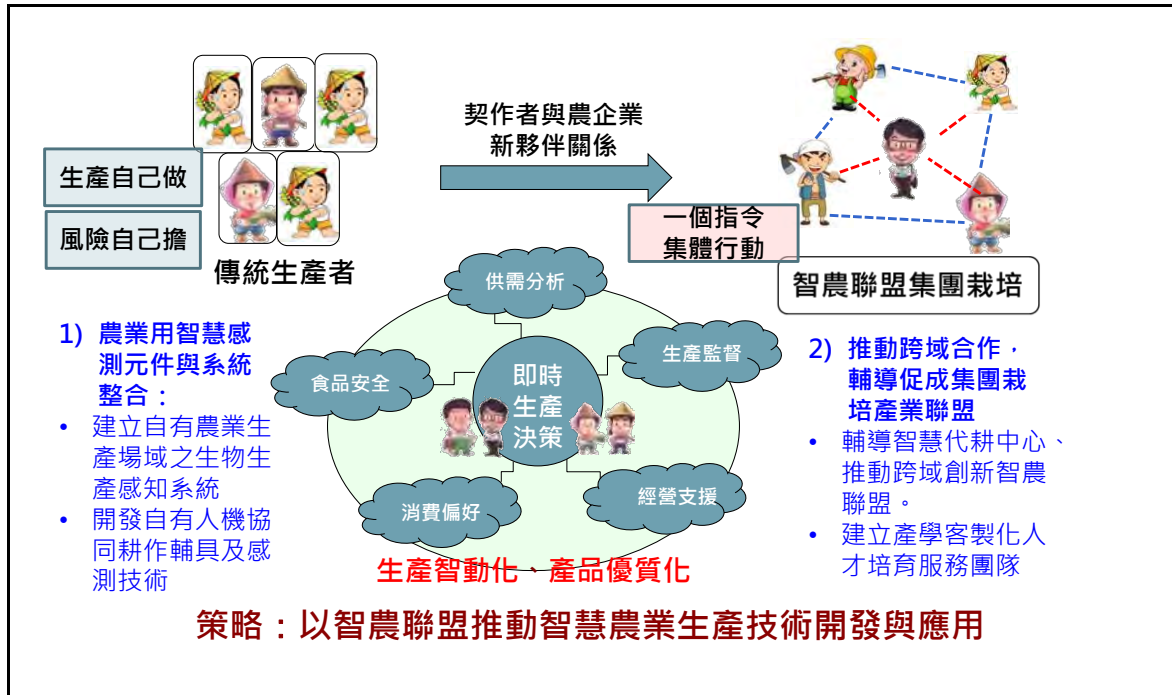 生產自己做
風險自己擔
傳統生產者
契作者與農企業
新夥伴關係
一個指令
集體行動
智農聯盟集團栽培
1) 農業用智慧感
測元件與系統
整合：
• 建立自有農業生
產場域之生物生
產感知系統
• 開發自有人機協
同耕作輔具及感
測技術
供需分析
食品安全
生產監督
即時
生產
決策
消費偏好
經營支援
生產智動化、產品優質化
2) 推動跨域合作，
輔導促成集團栽
培產業聯盟
• 輔導智慧代耕中心、
推動跨域創新智農
聯盟。
• 建立產學客製化人
才培育服務團隊
策略：以智農聯盟推動智慧農業生產技術開發與應用